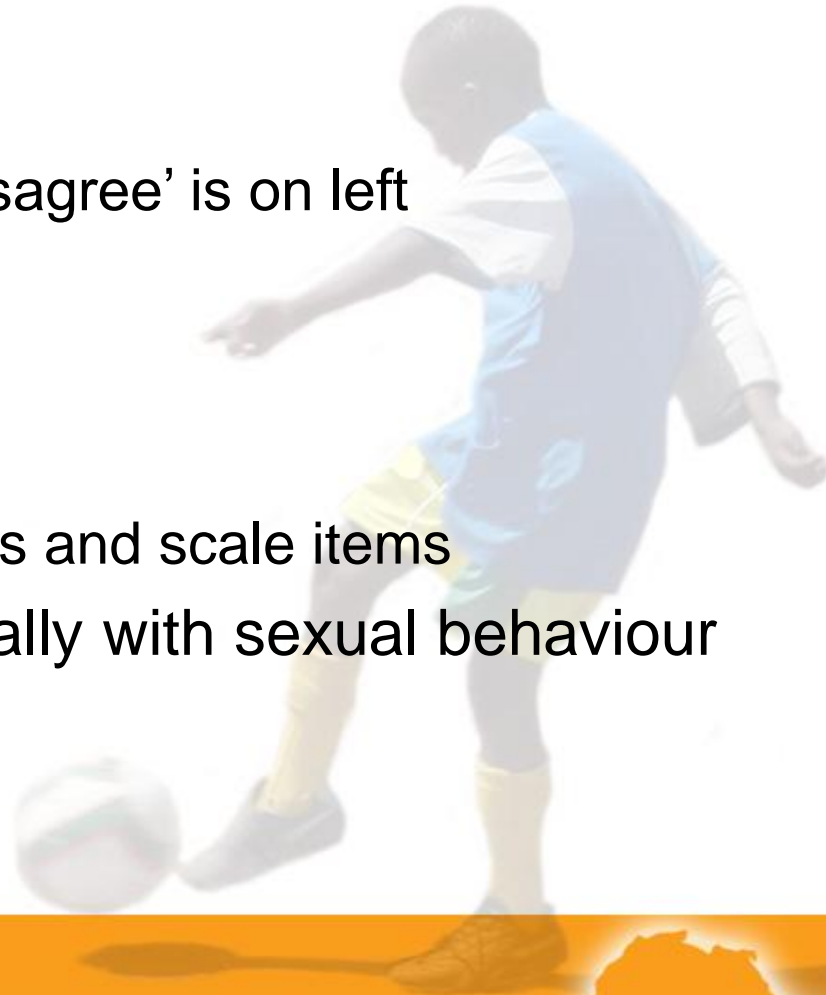 sagree’ is on left
s and scale items
ally with sexual behaviour